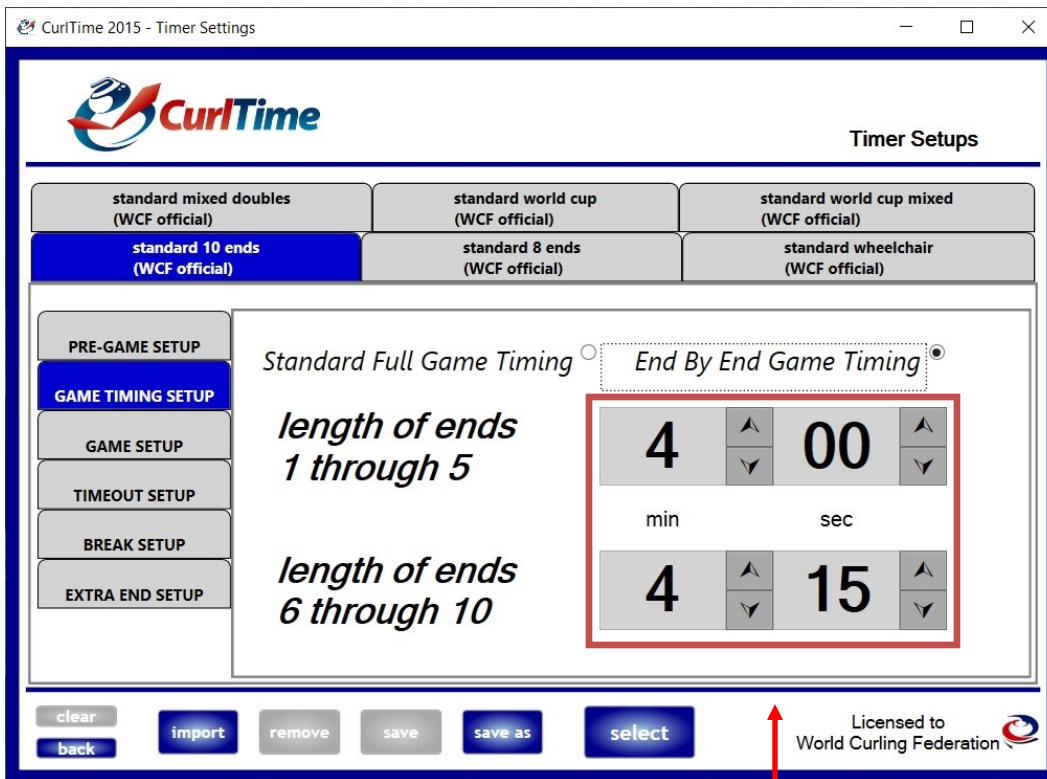 CurlTime 2015 - Timer Settings
CurlTime
Timer Setups
standard mixed doubles
(WCF official)
standard world cup
(WCF official)
standard world cup mixed
(WCF official)
standard 10 ends
(WCF official)
standard 8 ends
(WCF official)
standard wheelchair
(WCF official)
PRE-GAME SETUP
GAME TIMING SETUP
GAME SETUP
TIMEOUT SETUP
BREAK SETUP
EXTRA END SETUP
Standard Full Game Timing
End By End Game Timing
length of ends
1 through 5
4 00
min sec
length of ends
6 through 10
4 15
clear
back
import
remove
save
save as
select
Licensed to
World Curling Federation